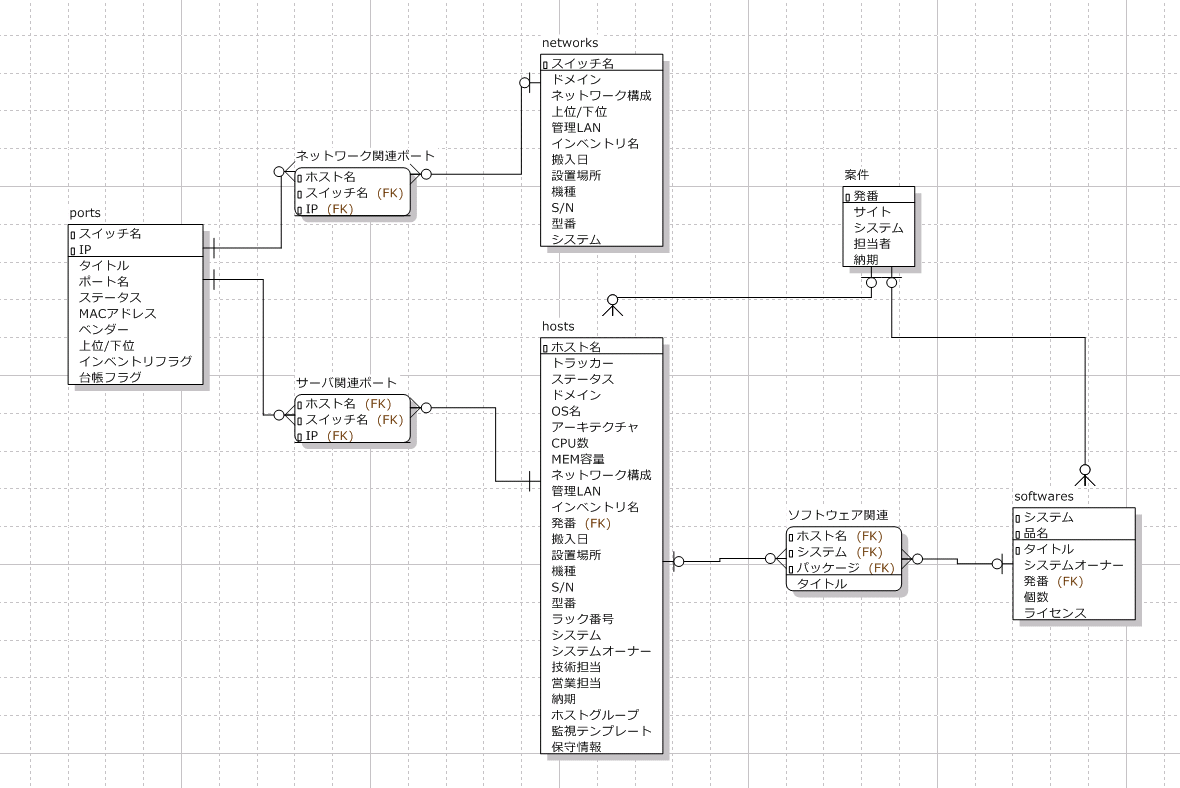 networks
スイッチ名
ドメイン
ネットワーク構成
上位/下位
管理LAN
インベントリ名
搬入日
設置場所
機種
S/N
型番
システム
ネットワーク関連ポート
ホスト名
スイッチ名 (FK)
IP (FK)
案件
発番
サイト
システム
担当者
納期
ports
スイッチ名
IP
タイトル
ポート名
ステータス
MACアドレス
ベンダー
上位/下位
インベントリフラグ
台帳フラグ
hosts
ホスト名
トラッカー
ステータス
ドメイン
OS名
アーキテクチャ
CPU数
MEM容量
ネットワーク構成
管理LAN
インベントリ名
発番 (FK)
搬入日
設置場所
機種
S/N
型番
ラック番号
システム
システムオーナー
技術担当
営業担当
納期
ホストグループ
監視テンプレート
保守情報
サーバ関連ポート
ホスト名 (FK)
スイッチ名 (FK)
IP (FK)
ソフトウェア関連
ホスト名 (FK)
システム (FK)
パッケージ (FK)
タイトル
softwares
システム
品名
タイトル
システムオーナー
発番 (FK)
個数
ライセンス